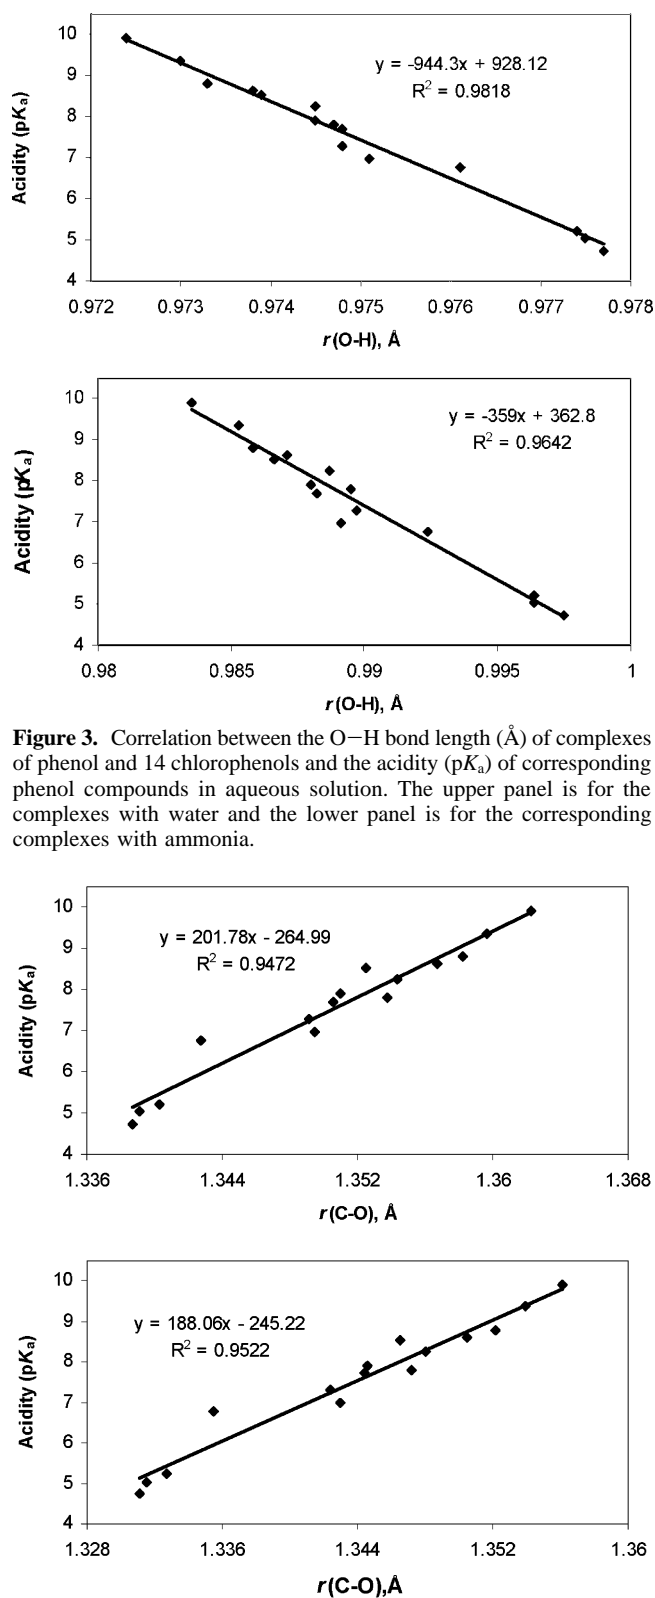 10
9
8
7
6
5
4
Acidity (pKa)
y = -944.3x + 928.12
R² = 0.9818
0.972 0.973 0.974 0.975 0.976 0.977 0.978
r(O-H), Å
10
9
8
7
6
5
4
Acidity (pKa)
y = -359x + 362.8
R² = 0.9642
0.98 0.985 0.99 0.995 1
r(O-H), Å
Figure 3. Correlation between the O−H bond length (Å) of complexes
of phenol and 14 chlorophenols and the acidity (pKa) of corresponding
phenol compounds in aqueous solution. The upper panel is for the
complexes with water and the lower panel is for the corresponding
complexes with ammonia.
10
9
8
7
6
5
4
Acidity (pKa)
y = 201.78x - 264.99
R² = 0.9472
1.336 1.344 1.352 1.36 1.368
r(C-O), Å
10
9
8
7
6
5
4
Acidity (pKa)
y = 188.06x - 245.22
R² = 0.9522
1.328 1.336 1.344 1.352 1.36
r(C-O),Å